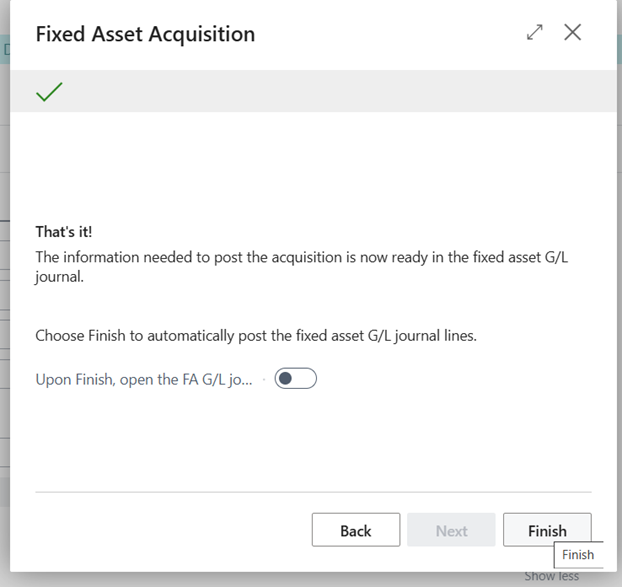 Fixed Asset Acquisition
That's it!
The information needed to post the acquisition is now ready in the fixed asset G/L
journal.
Choose Finish to automatically post the fixed asset G/L journal lines.
Upon Finish, open the FA G/L jo...
Back
Next
Finish
Finish
Show less